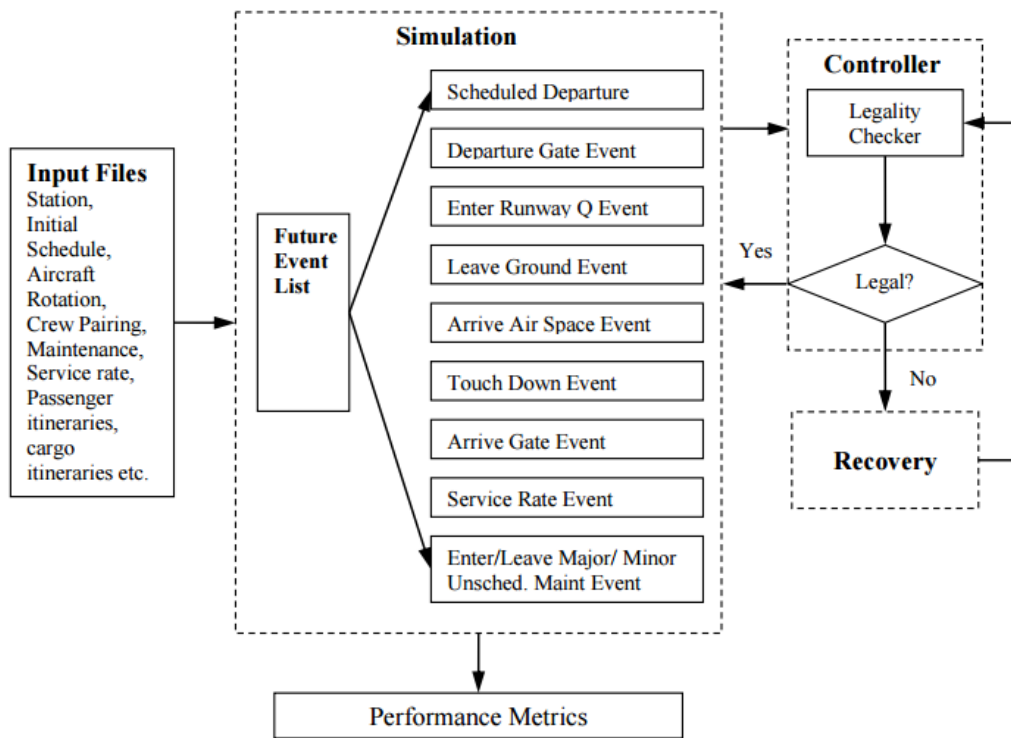 Input Files
Station,
Initial
Schedule,
Aircraft
Rotation,
Crew Pairing,
Maintenance,
Service rate,
Passenger
itineraries,
cargo
itineraries etc.
Simulation
Future
Event
List
Scheduled Departure
Departure Gate Event
Enter Runway Q Event
Leave Ground Event
Arrive Air Space Event
Touch Down Event
Arrive Gate Event
Service Rate Event
Enter/Leave Major/ Minor
Unsched. Maint Event
Controller
Legality
Checker
Yes
Legal?
No
Recovery
Performance Metrics